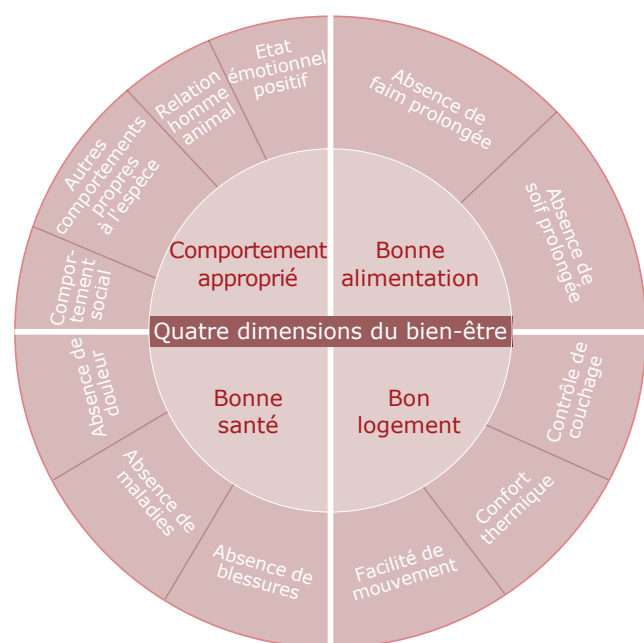 Etat
émotionnel
positif
Relation
homme
animal
Autres
comportements
propres
à l'espèce
Compor-
tement
social
Absence de
faim prolongée
Absence de
soif prolongée
Comportement
approprié
Bonne
alimentation
Quatre dimensions du bien-être
Bonne
santé
Bon
logement
Contrôle de
couchage
Confort
thermique
Facilité de
mouvement
Absence de
blessures
Absence de
maladies
Absence de
douleur